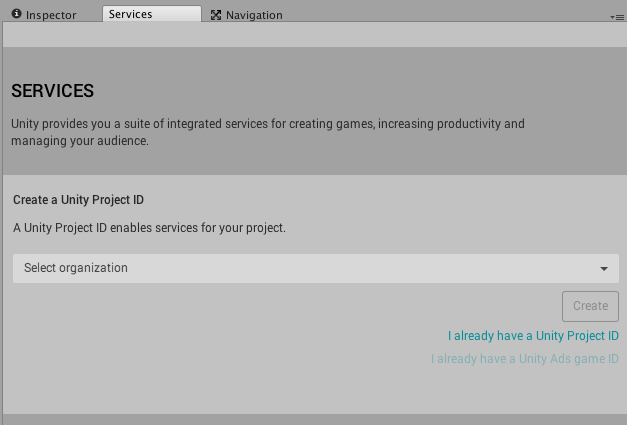 Inspector Services Navigation
SERVICES
Unity provides you a suite of integrated services for creating games, increasing productivity and
managing your audience.
Create a Unity Project ID
A Unity Project ID enables services for your project.
Select organization
Create
I already have a Unity Project ID
I already have a Unity Ads game ID